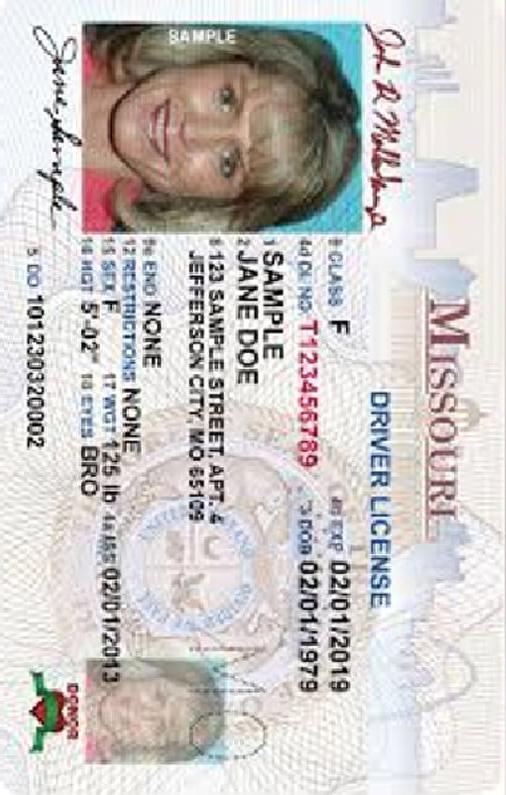 MISSOURI
DRIVER LICENSE
9 CLASS F
4b EXP 02/01/2019
4d DL NO. T123456789
3 DOB 02/01/1979
1 SAMPLE
2 JANE DOE
8 123 SAMPLE STREET, APT. 4
JEFFERSON CITY, MO 65109
9a END NONE
12 RESTRICTIONS NONE
15 SEX F 17 WGT 125 lb 4a ISS 02/01/2013
16 HGT 5'-02" 18 EYES BRO
5 DD 101230320002
SAMPLE
Jane Sample
DONOR